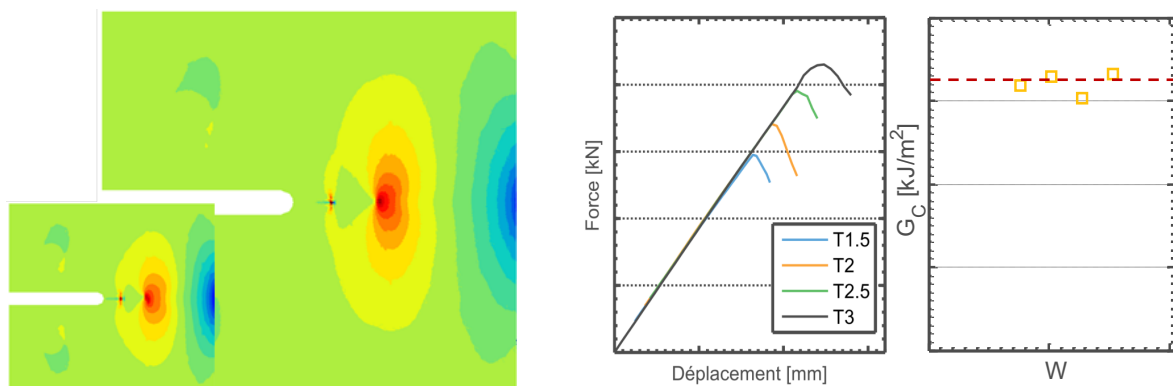 Force [kN]
T1.5
T2
T2.5
T3
Déplacement [mm]
G_C [kJ/m²]
W